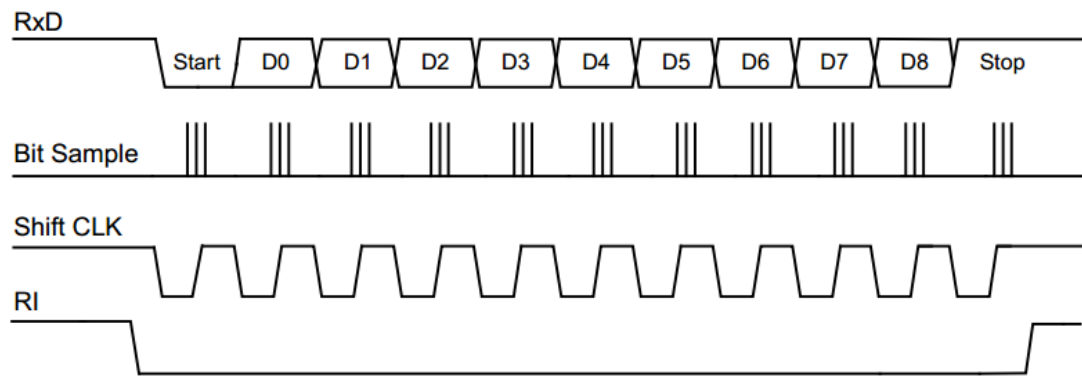 RxD
Start D0 D1 D2 D3 D4 D5 D6 D7 D8 Stop
Bit Sample
Shift CLK
RI